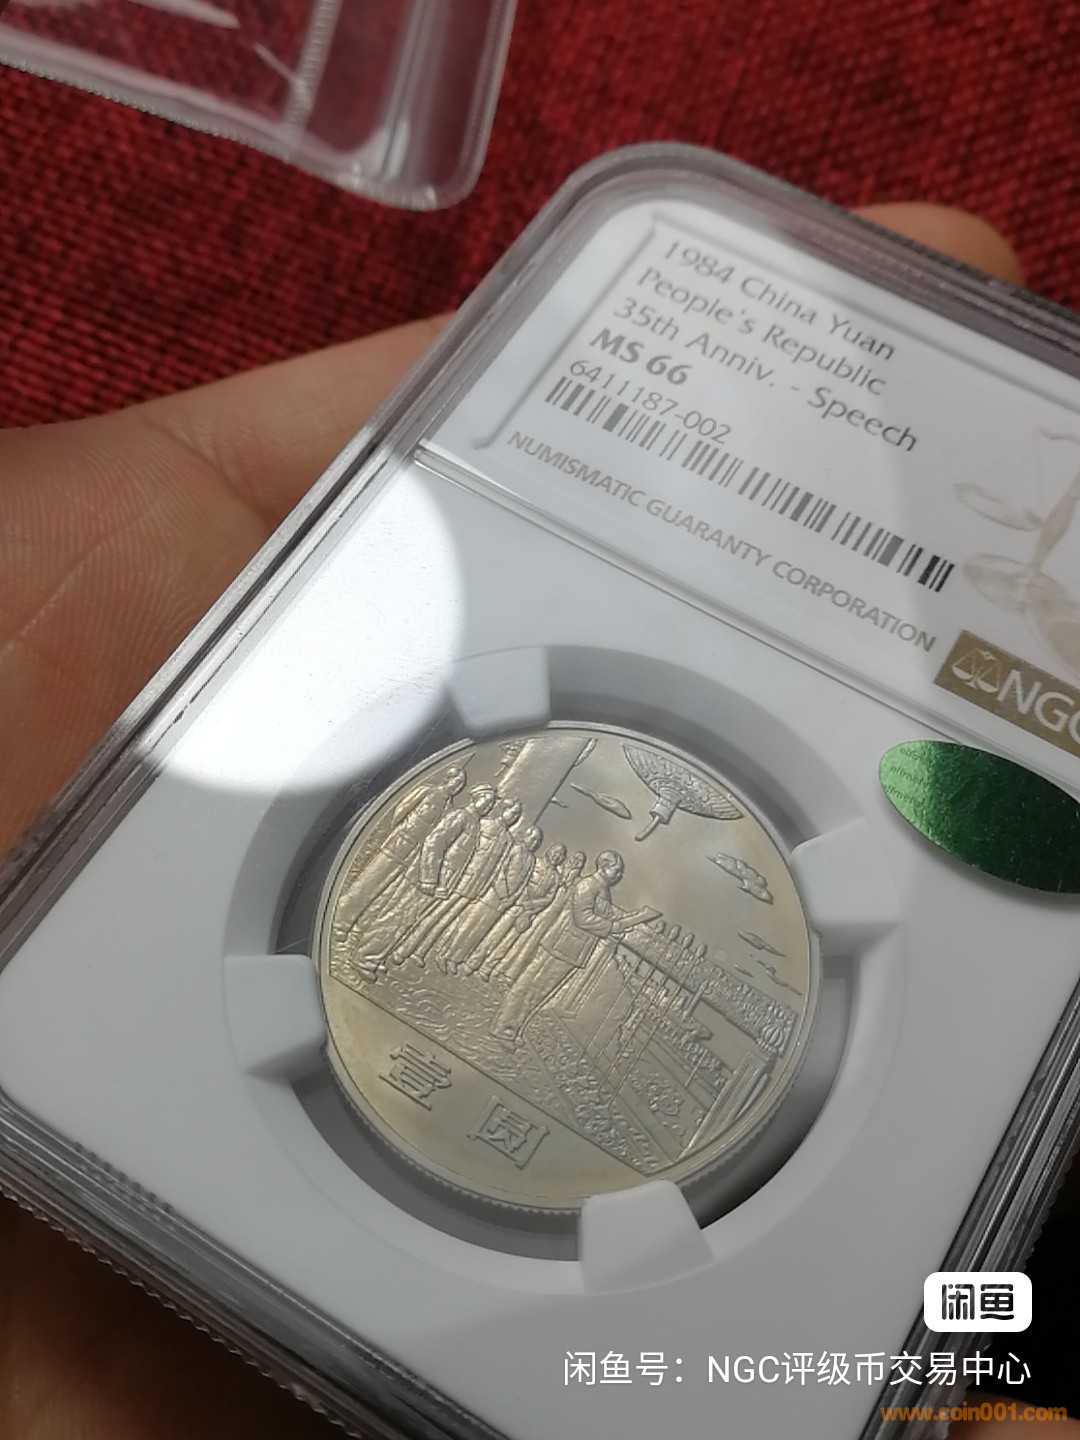 1984 China Yuan
People's Republic
35th Anniv. - Speech
MS 66
6411187-002
NUMISMATIC GUARANTY CORPORATION
NGC
壹圆
闲鱼
闲鱼号：NGC评级币交易中心
www.coin001.com